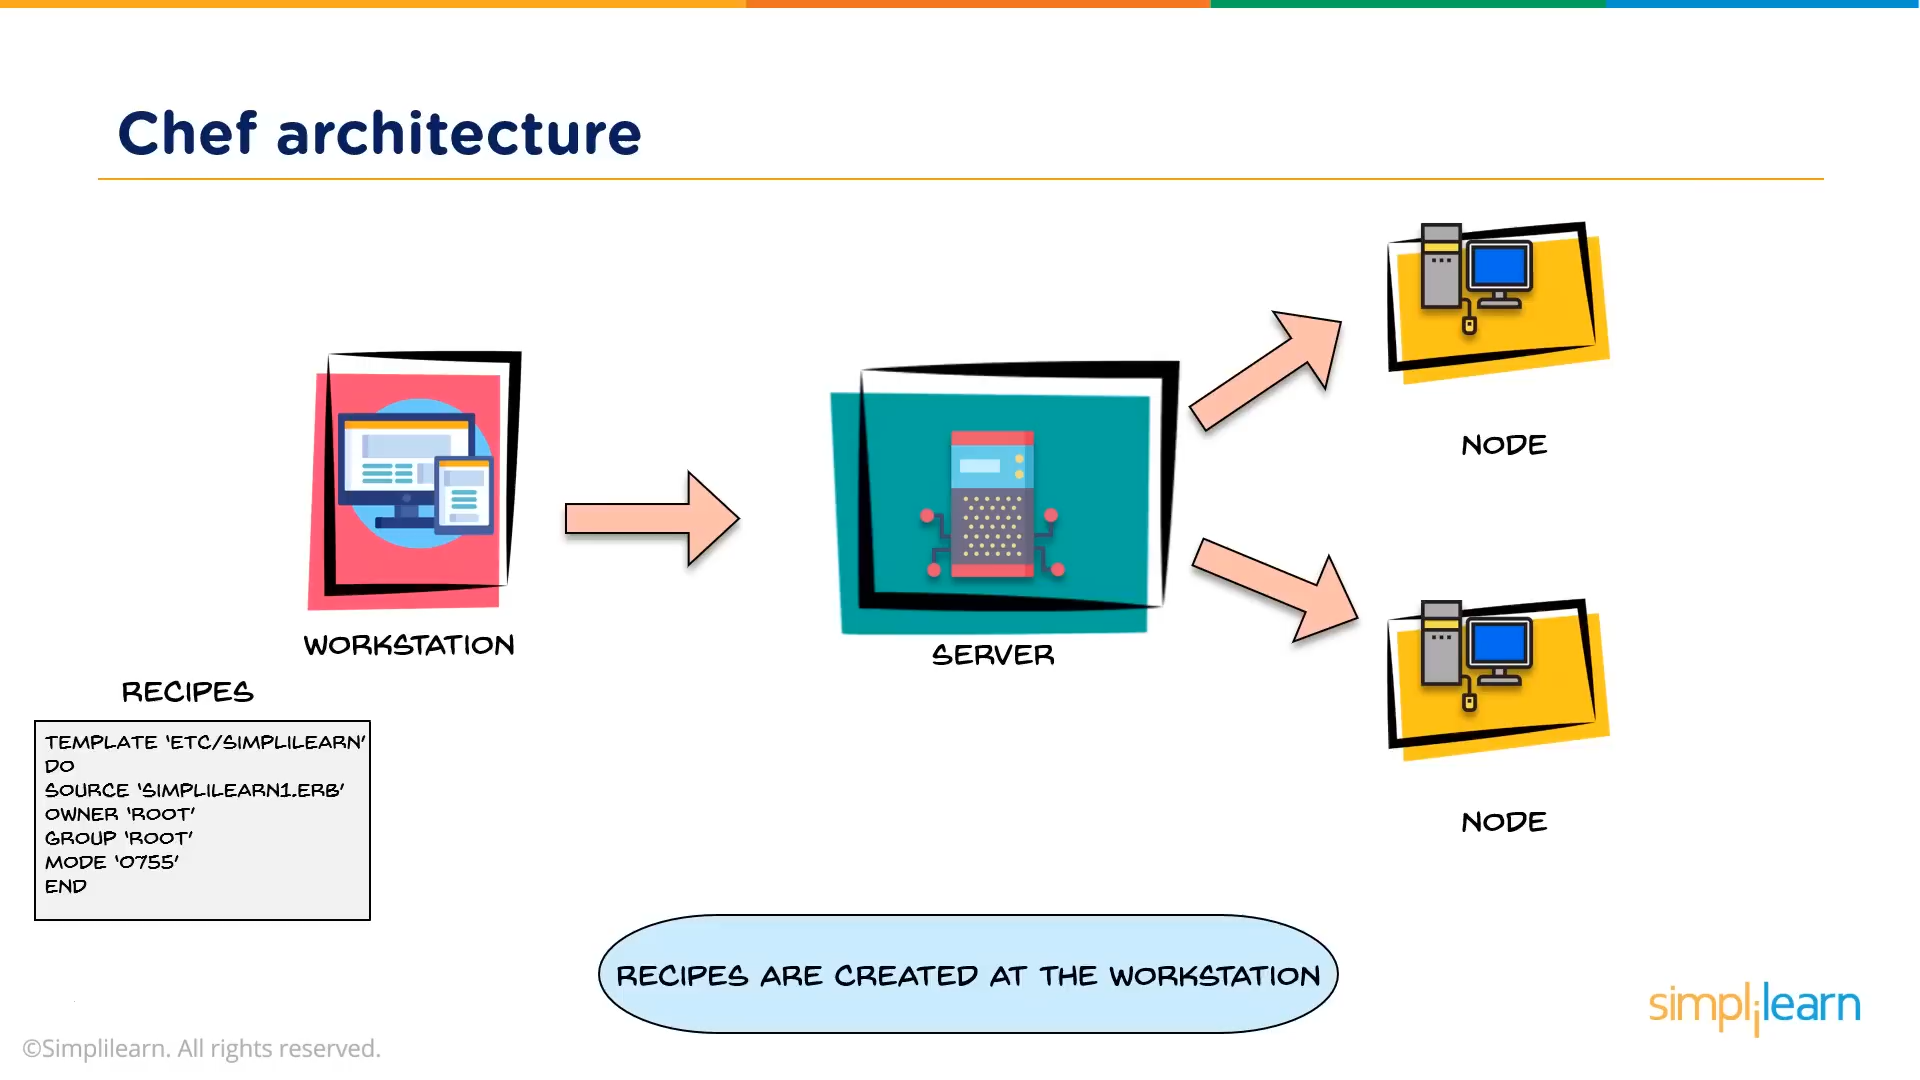 Chef architecture
NODE
WORKSTATION
SERVER
RECIPES
TEMPLATE 'ETC/SIMPLILEARN'
DO
SOURCE 'SIMPLILEARN1.ERB'
OWNER 'ROOT'
GROUP 'ROOT'
MODE '0755'
END
NODE
RECIPES ARE CREATED AT THE WORKSTATION
simplilearn
©Simplilearn. All rights reserved.